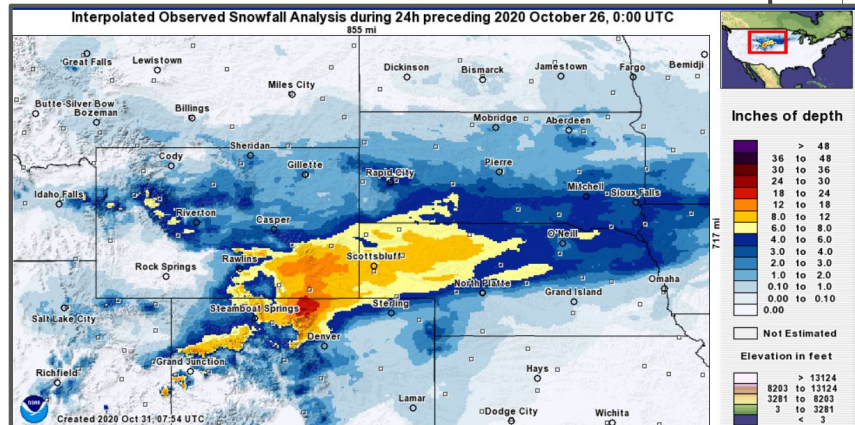 Interpolated Observed Snowfall Analysis during 24h preceding 2020 October 26, 0:00 UTC
855 mi
Great Falls
Lewistown
Dickinson
Bismarck
Jamestown
Fargo
Bemidji
Miles City
Butte-Silver Bow
Bozeman
Billings
Mobridge
Aberdeen
Sheridan
Cody
Gillette
Rapid City
Pierre
Idaho Falls
Mitchell
Sioux Falls
Riverton
Casper
O'Neill
717 mi
Rock Springs
Rawlins
Scottsbluff
Omaha
North Platte
Grand Island
Salt Lake City
Steamboat Springs
Sterling
Denver
Grand Junction
Richfield
Hays
Lamar
Dodge City
Wichita
NOAA
Created 2020 Oct 31, 07:54 UTC
Inches of depth
> 48
36 to 48
30 to 36
24 to 30
18 to 24
12 to 18
8.0 to 12
6.0 to 8.0
4.0 to 6.0
3.0 to 4.0
2.0 to 3.0
1.0 to 2.0
0.10 to 1.0
0.00 to 0.10
0.00
Not Estimated
Elevation in feet
> 13124
8203 to 13124
3281 to 8203
3 to 3281
< 3